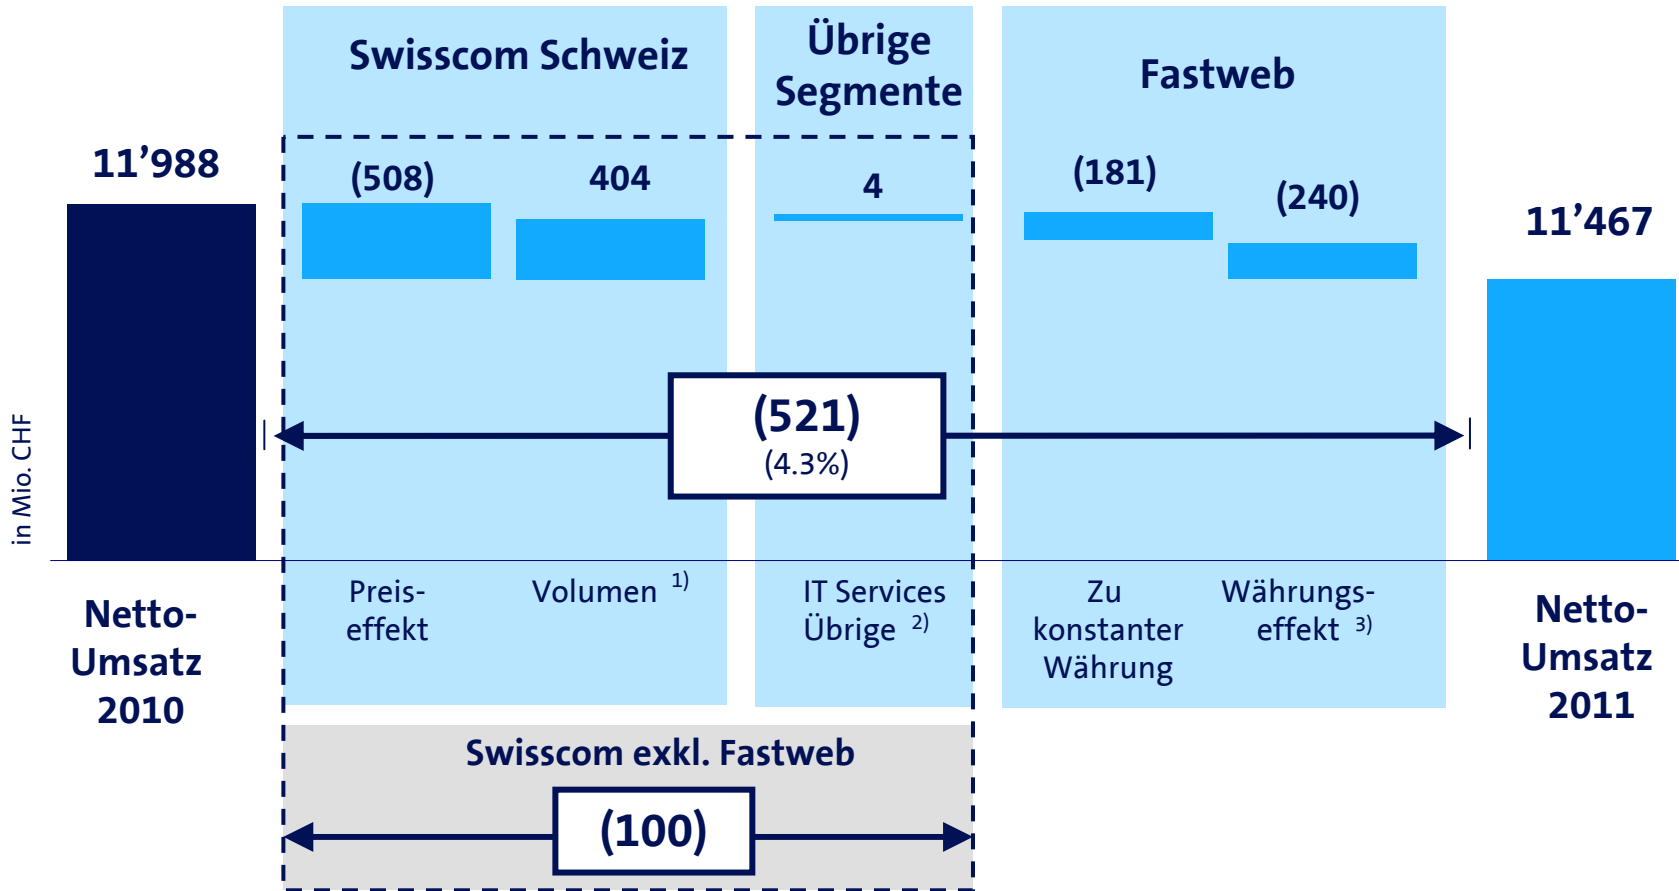 Swisscom Schweiz
Übrige
Segmente
Fastweb
11’988
(508)
404
4
(181)
(240)
11’467
(521)
(4.3%)
in Mio. CHF
Netto-
Umsatz
2010
Preis-
effekt
Volumen 1)
IT Services
Übrige 2)
Zu
konstanter
Währung
Währungs-
effekt 3)
Netto-
Umsatz
2011
Swisscom exkl. Fastweb
(100)